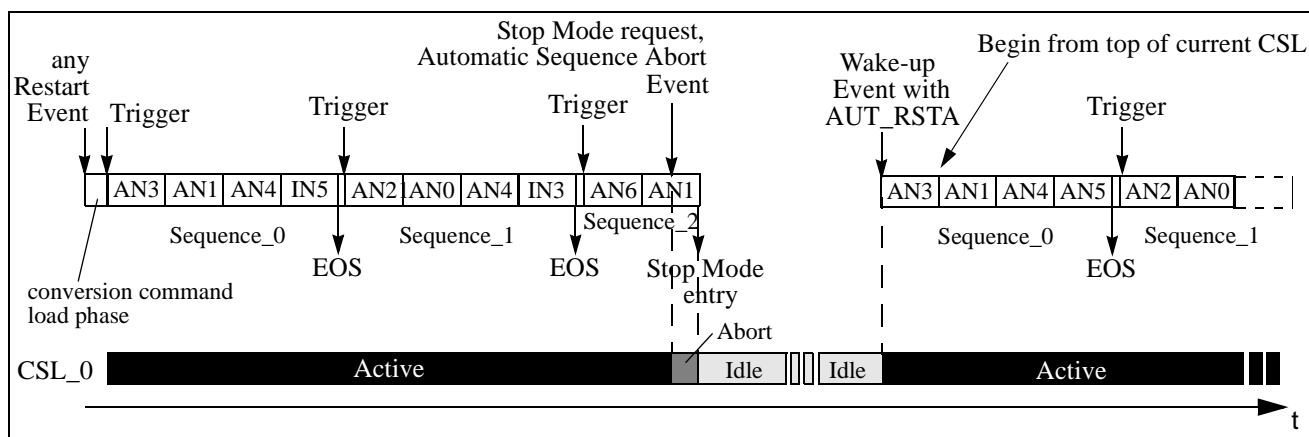 Stop Mode request,
Automatic Sequence Abort
Event
any
Restart
Event
Trigger
Trigger
Trigger
Wake-up
Event with
AUT_RSTA
Begin from top of current CSL
Trigger
AN3 AN1 AN4 IN5 AN21 AN0 AN4 IN3 AN6 AN1
AN3 AN1 AN4 AN5 AN2 AN0
Sequence_0
Sequence_1
Sequence_2
Sequence_0
Sequence_1
EOS
EOS
Stop Mode
entry
EOS
conversion command
load phase
Abort
CSL_0
Active
Idle
Idle
Active
t